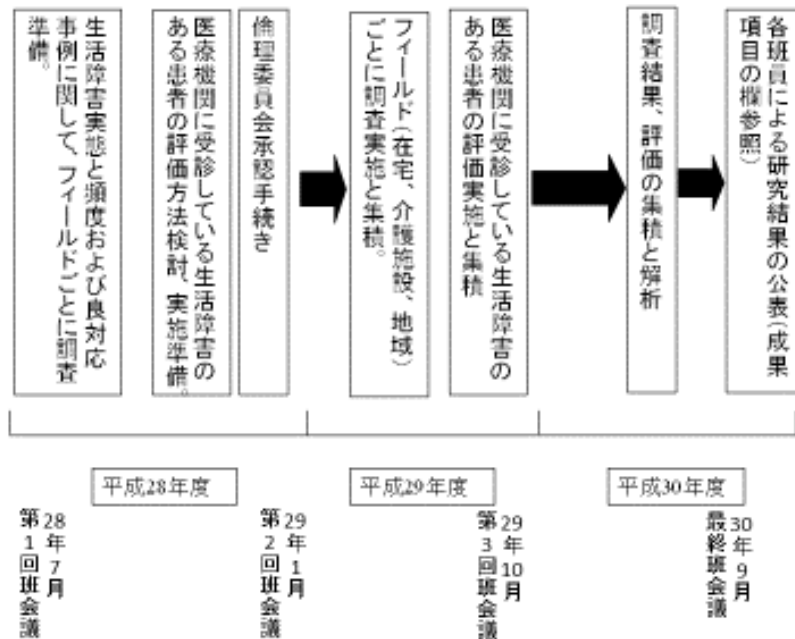 生活障害実態と頻度および良対応
事例に関して、フィールドごとに調査
準備。
医療機関に受診している生活障害の
ある患者の評価方法検討、実施準備。
倫理委員会承認手続き
フィールド(在宅、介護施設、地域)
ごとに調査実施と集積。
医療機関に受診している生活障害の
ある患者の評価実施と集積
調査結果、評価の集積と解析
各班員による研究結果の公表(成果
項目の欄参照)
平成28年度
平成29年度
平成30年度
28年7月
第1回班会議
29年1月
第2回班会議
29年10月
第3回班会議
30年9月
最終班会議